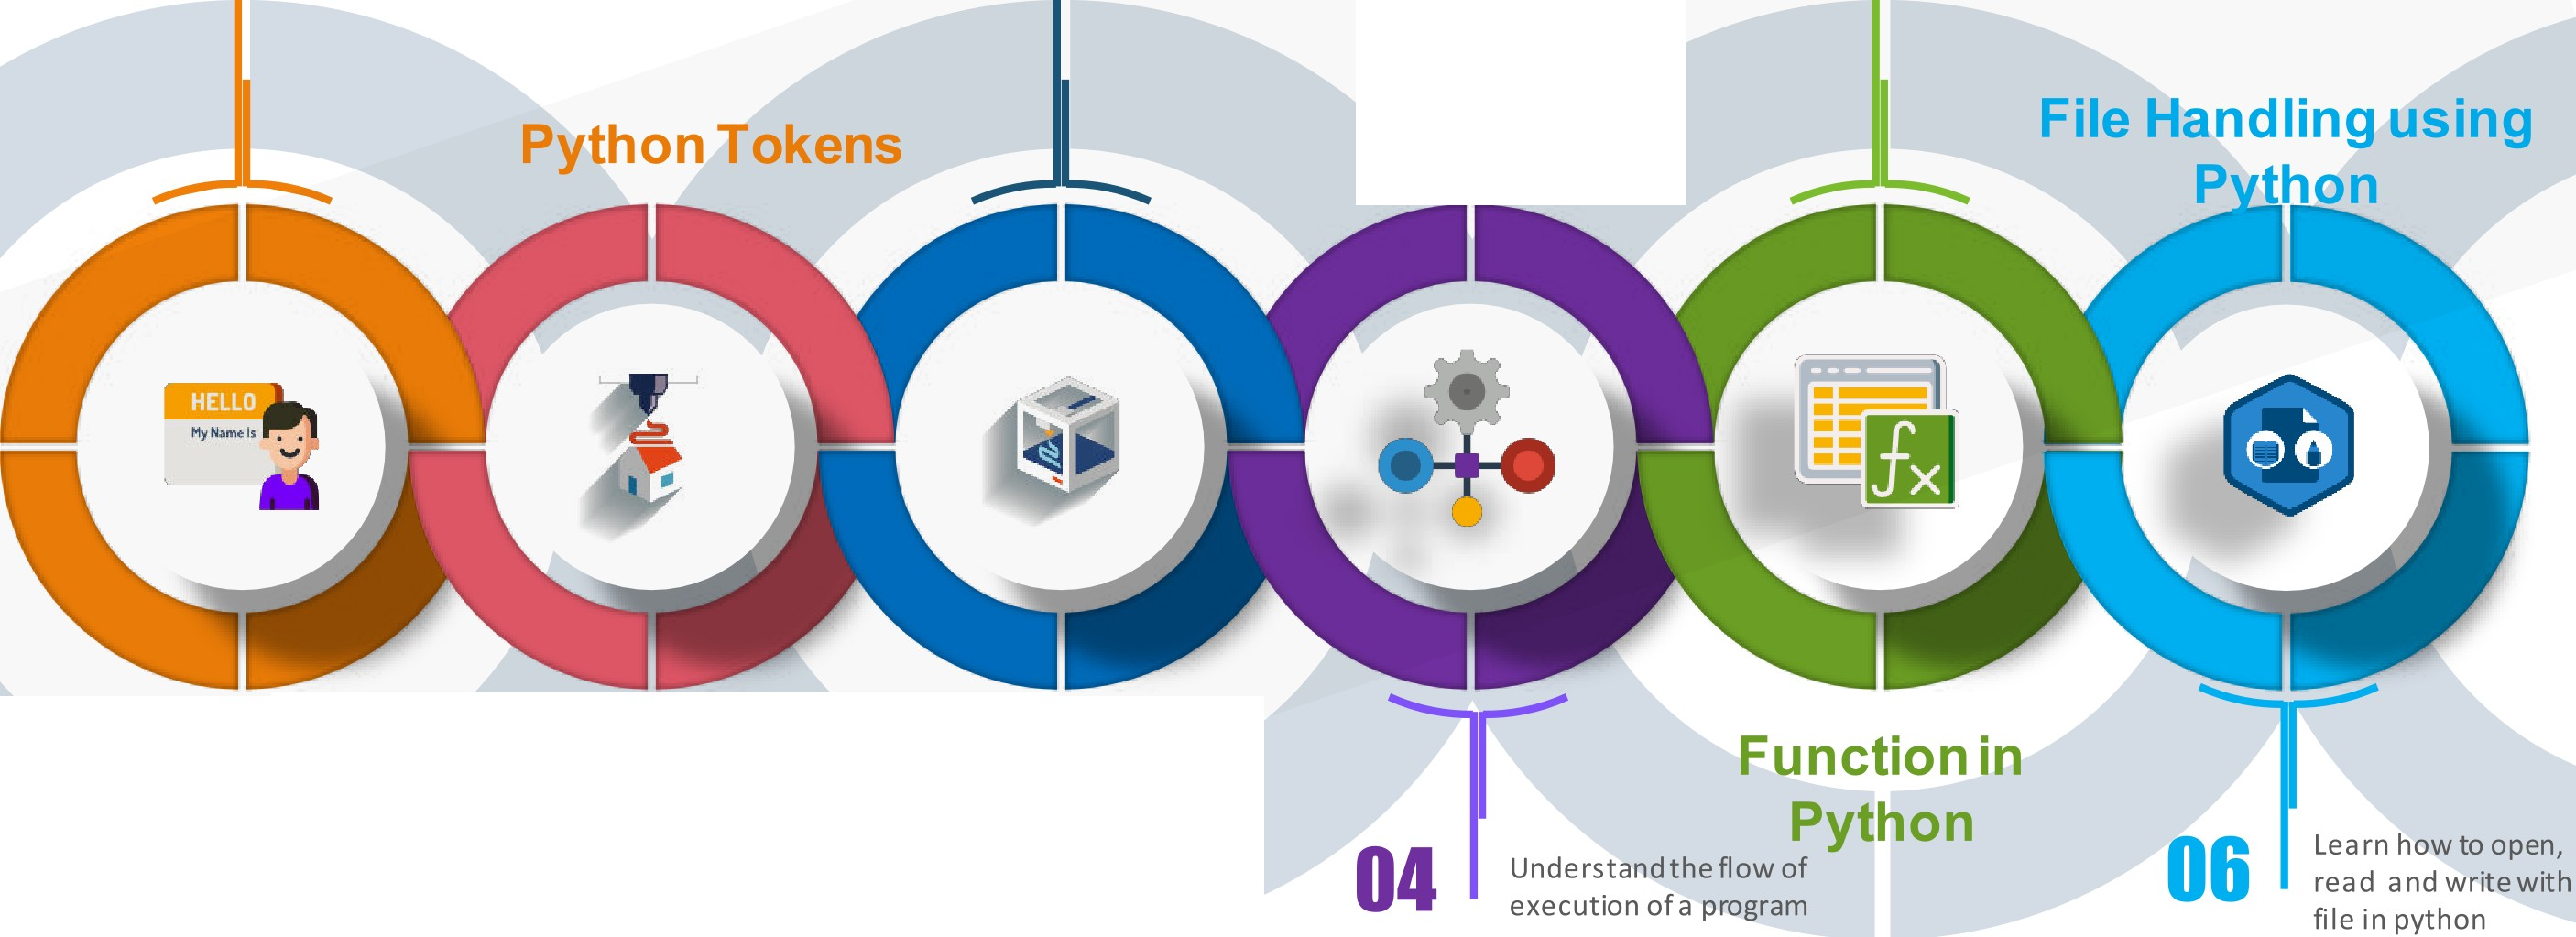 Python Tokens
File Handling using
Python
HELLO
My Name Is
fx
Function in
Python
04
Understand the flow of
execution of a program
06
Learn how to open,
read and write with
file in python